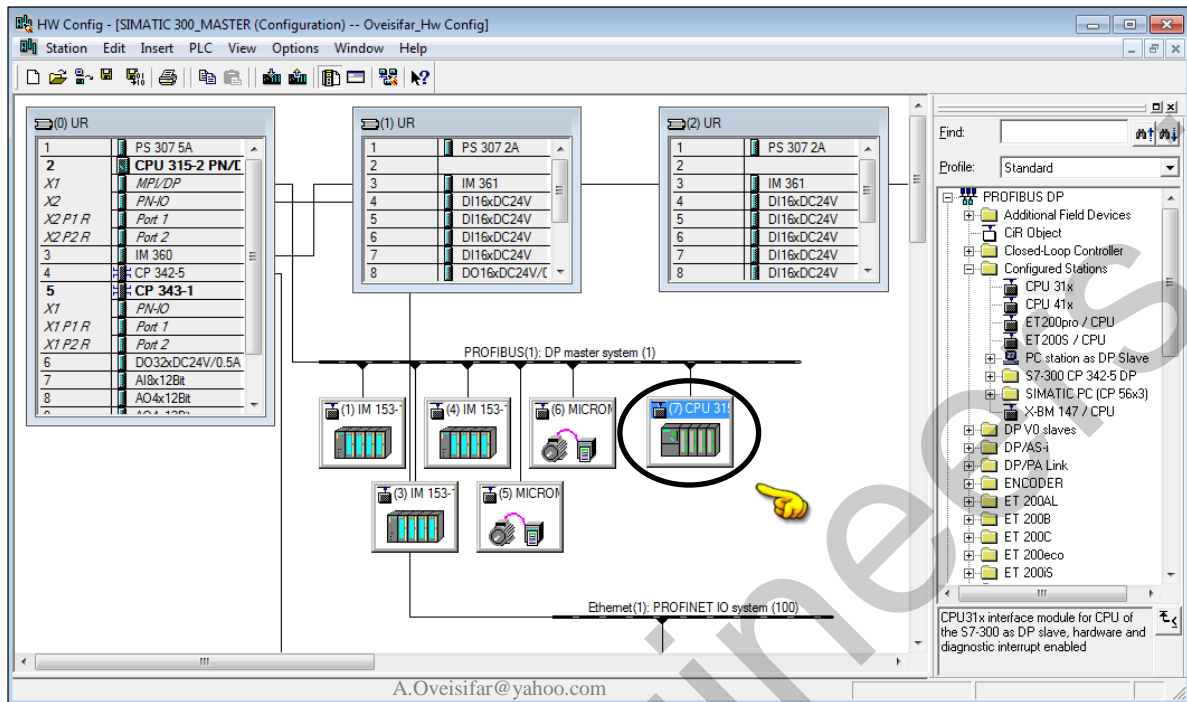 HW Config - [SIMATIC 300_MASTER (Configuration) -- Oveisifar_Hw Config]
Station Edit Insert PLC View Options Window Help
(0) UR
1 PS 307 5A
2 CPU 315-2 PN/D
X1 MPI/DP
X2 PN-IO
X2 P1 R Port 1
X2 P2 R Port 2
3 IM 360
4 CP 342-5
5 CP 343-1
X1 PN-IO
X1 P1 R Port 1
X1 P2 R Port 2
6 DO32xDC24V/0.5A
7 AI8x12Bit
8 AO4x12Bit
(1) UR
1 PS 307 2A
2
3 IM 361
4 DI16xDC24V
5 DI16xDC24V
6 DI16xDC24V
7 DI16xDC24V
8 DO16xDC24V/0
(2) UR
1 PS 307 2A
2
3 IM 361
4 DI16xDC24V
5 DI16xDC24V
6 DI16xDC24V
7 DI16xDC24V
8 DI16xDC24V
PROFIBUS(1): DP master system (1)
(1) IM 153-1
(4) IM 153-1
(6) MICROM
(7) CPU 315
(3) IM 153-1
(5) MICROM
Ethernet(1): PROFINET IO system (100)
Find:
Profile: Standard
PROFIBUS DP
Additional Field Devices
CiR Object
Closed-Loop Controller
Configured Stations
CPU 31x
CPU 41x
ET200pro / CPU
ET200S / CPU
PC station as DP Slave
S7-300 CP 342-5 DP
SIMATIC PC (CP 56x3)
X-BM 147 / CPU
DP V0 slaves
DP/AS-i
DP/PA Link
ENCODER
ET 200AL
ET 200B
ET 200C
ET 200eco
ET 200iS
CPU31x interface module for CPU of
the S7-300 as DP slave, hardware and
diagnostic interrupt enabled
A.Oveisifar@yahoo.com